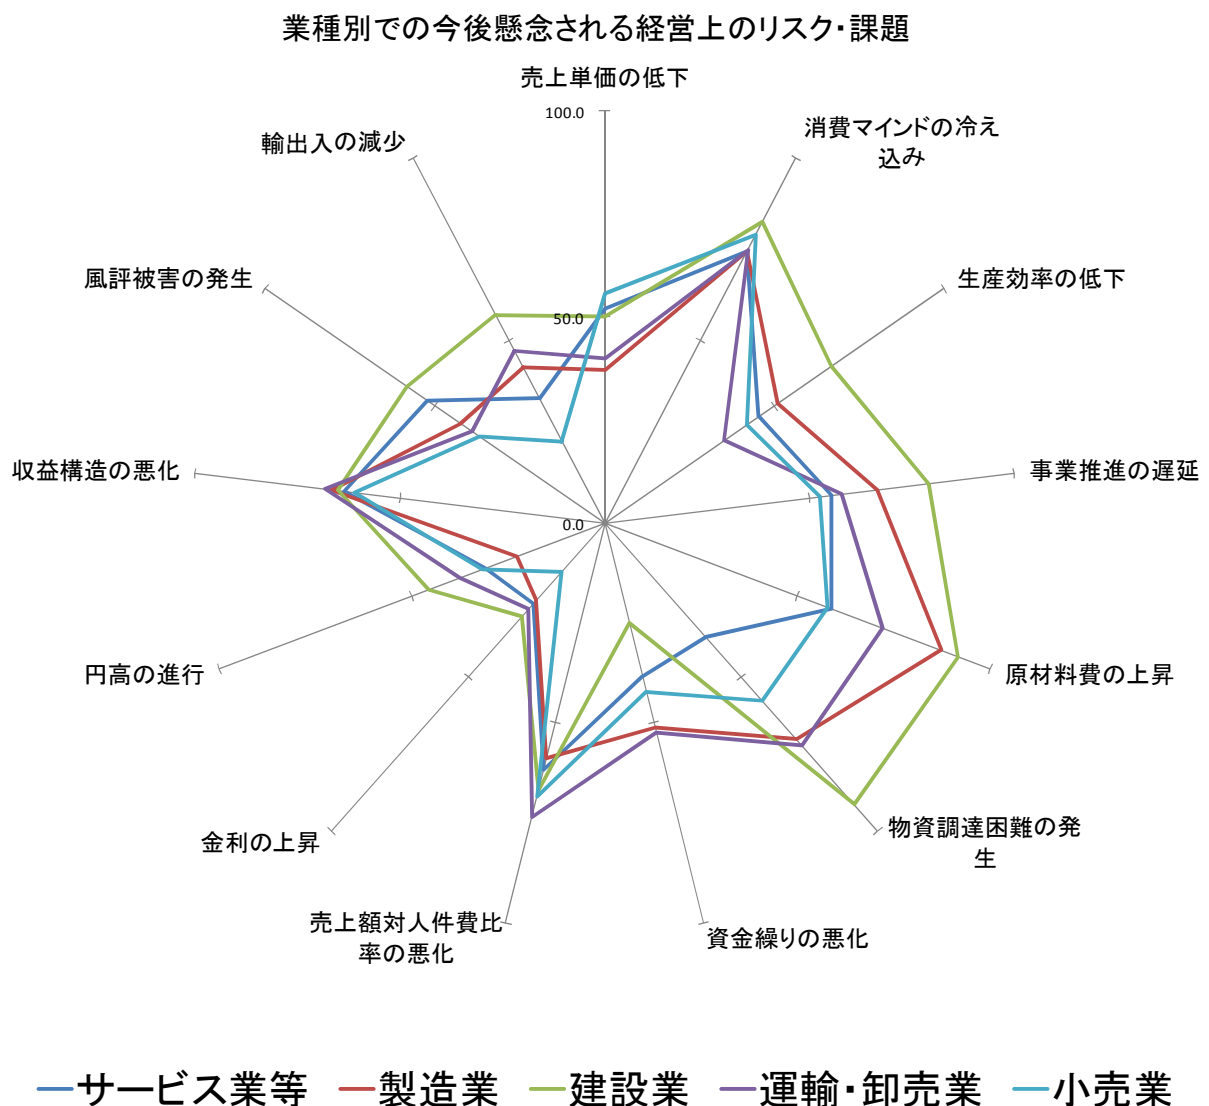 業種別での今後懸念される経営上のリスク・課題
売上単価の低下
100.0
消費マインドの冷え
込み
輸出入の減少
風評被害の発生
生産効率の低下
50.0
収益構造の悪化
事業推進の遅延
0.0
円高の進行
原材料費の上昇
金利の上昇
物資調達困難の発
生
売上額対人件費比
率の悪化
資金繰りの悪化
サービス業等 製造業 建設業 運輸・卸売業 小売業